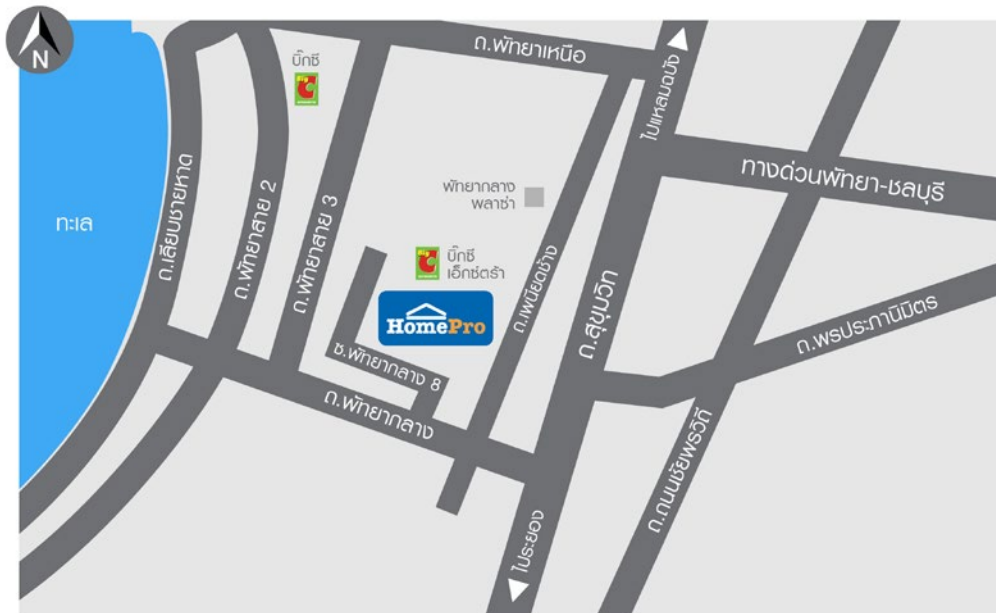 N
ถ.พัทยาเหนือ
ไปแหลมฉบัง
บิ๊กซี
Big C
ทางด่วนพัทยา-ชลบุรี
พัทยากลาง
พลาซ่า
ทะเล
ถ.เลียบชายหาด
ถ.พัทยาสาย 2
ถ.พัทยาสาย 3
Big C
บิ๊กซี
เอ็กซ์ตร้า
HomePro
ถ.เพนียดช้าง
ถ.สุขุมวิท
ถ.พรประภานิมิตร
ซ.พัทยากลาง 8
ถ.พัทยากลาง
ถ.ถนนชัยพรวิถี
ไประยอง